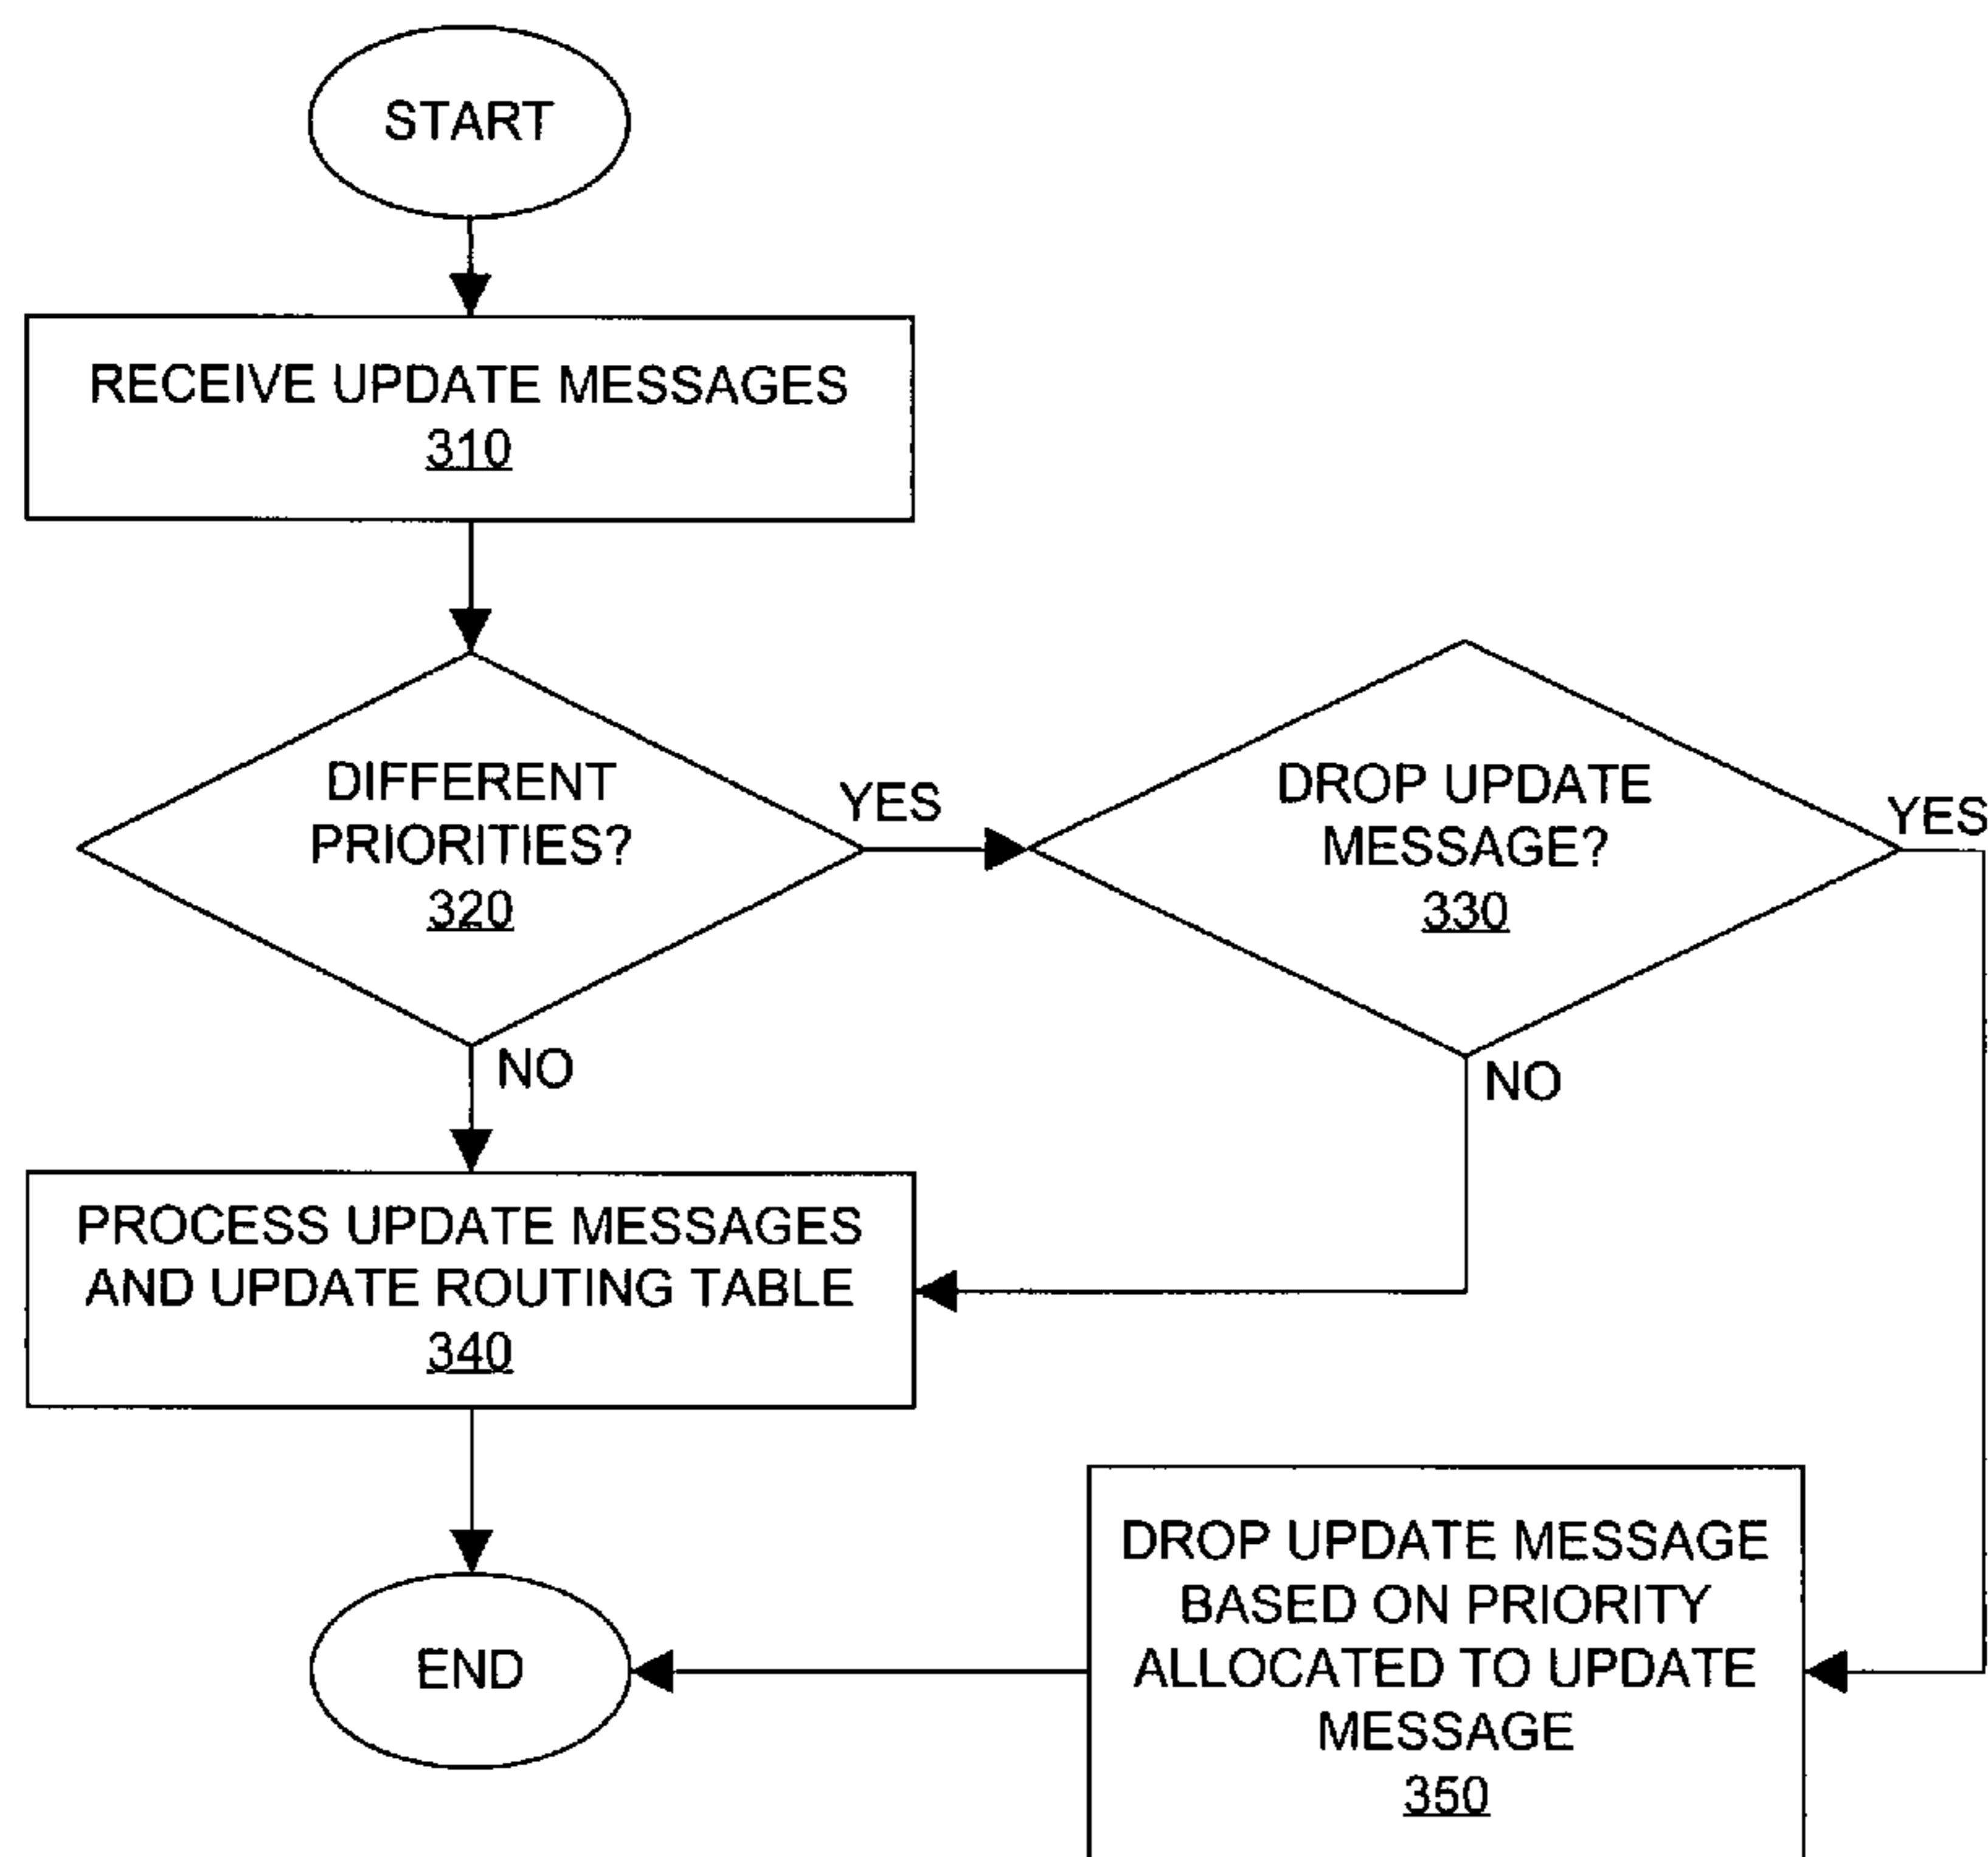 START
RECEIVE UPDATE MESSAGES
310
DIFFERENT
PRIORITIES?
320
YES
NO
DROP UPDATE
MESSAGE?
330
YES
NO
PROCESS UPDATE MESSAGES
AND UPDATE ROUTING TABLE
340
DROP UPDATE MESSAGE
BASED ON PRIORITY
ALLOCATED TO UPDATE
MESSAGE
350
END